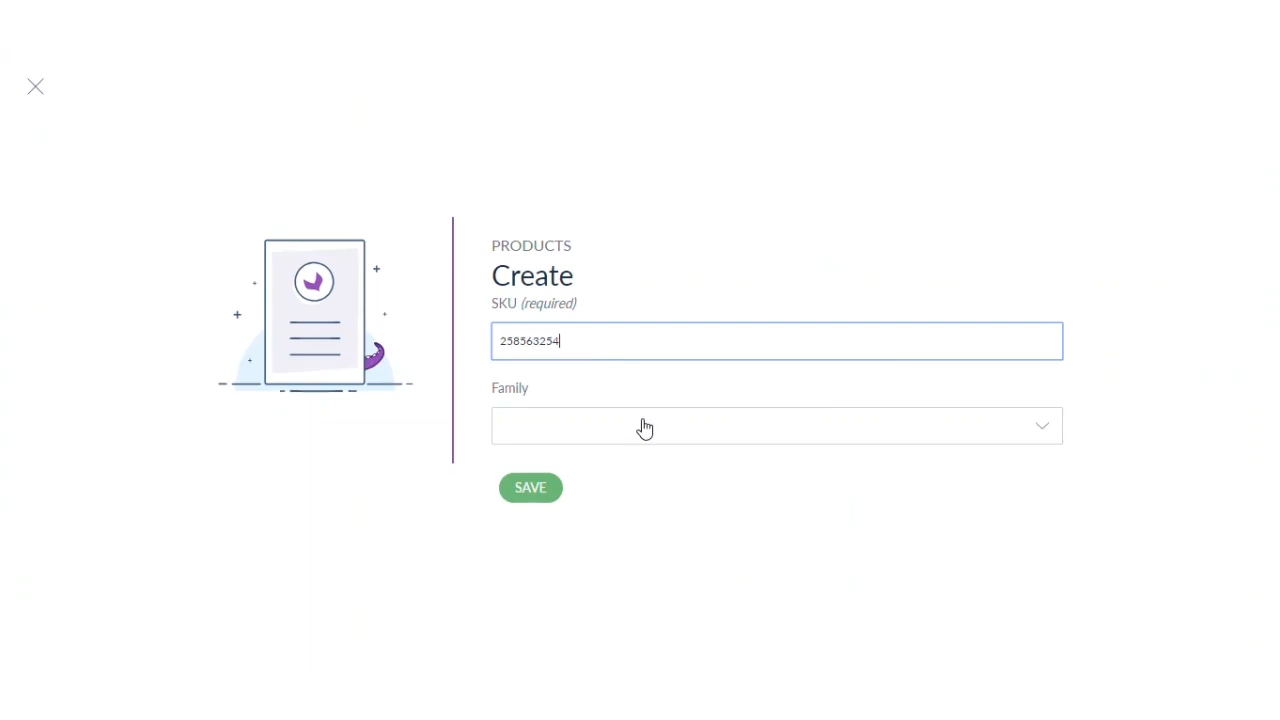 PRODUCTS
Create
SKU (required)
258563254
Family
SAVE